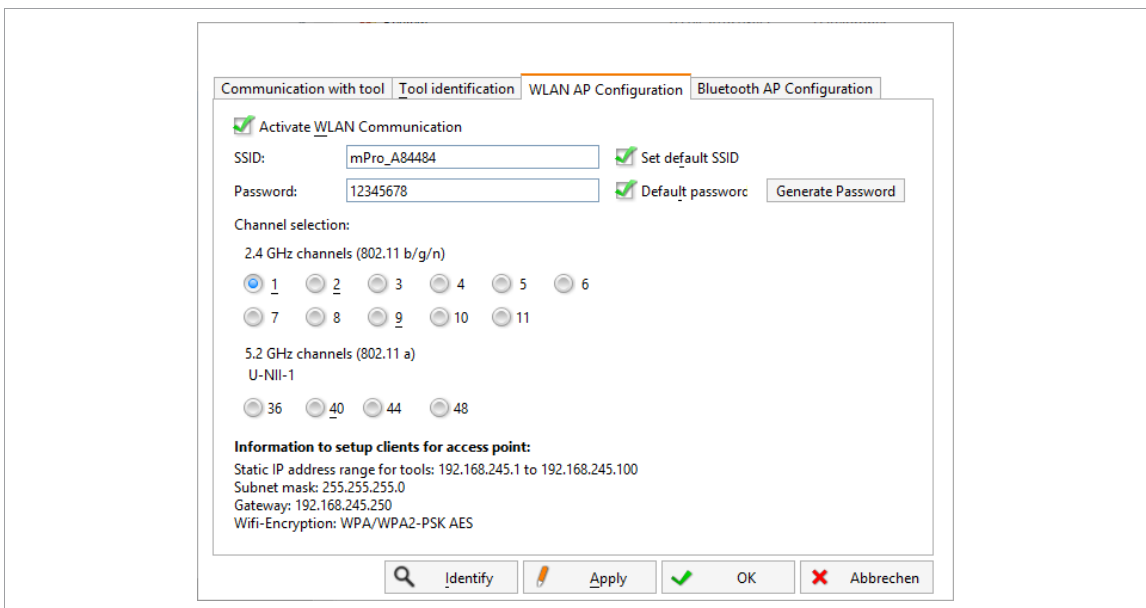 Communication with tool Tool identification WLAN AP Configuration Bluetooth AP Configuration
Activate WLAN Communication
SSID: mPro_A84484 Set default SSID
Password: 12345678 Default password Generate Password
Channel selection:
2.4 GHz channels (802.11 b/g/n)
1 2 3 4 5 6
7 8 9 10 11
5.2 GHz channels (802.11 a)
U-NII-1
36 40 44 48
Information to setup clients for access point:
Static IP address range for tools: 192.168.245.1 to 192.168.245.100
Subnet mask: 255.255.255.0
Gateway: 192.168.245.250
Wifi-Encryption: WPA/WPA2-PSK AES
Identify Apply OK Abbrechen